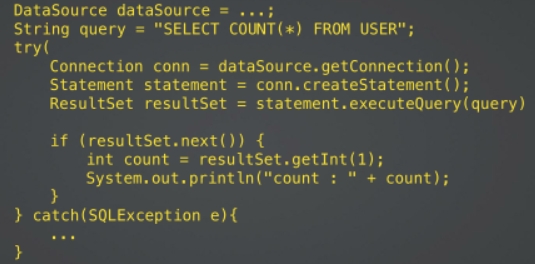 DataSource dataSource = ...;
String query = "SELECT COUNT(*) FROM USER";
try(
Connection conn = dataSource.getConnection();
Statement statement = conn.createStatement();
ResultSet resultSet = statement.executeQuery(query)
if (resultSet.next()) {
int count = resultSet.getInt(1);
System.out.println("count : " + count);
}
} catch(SQLException e){
...
}